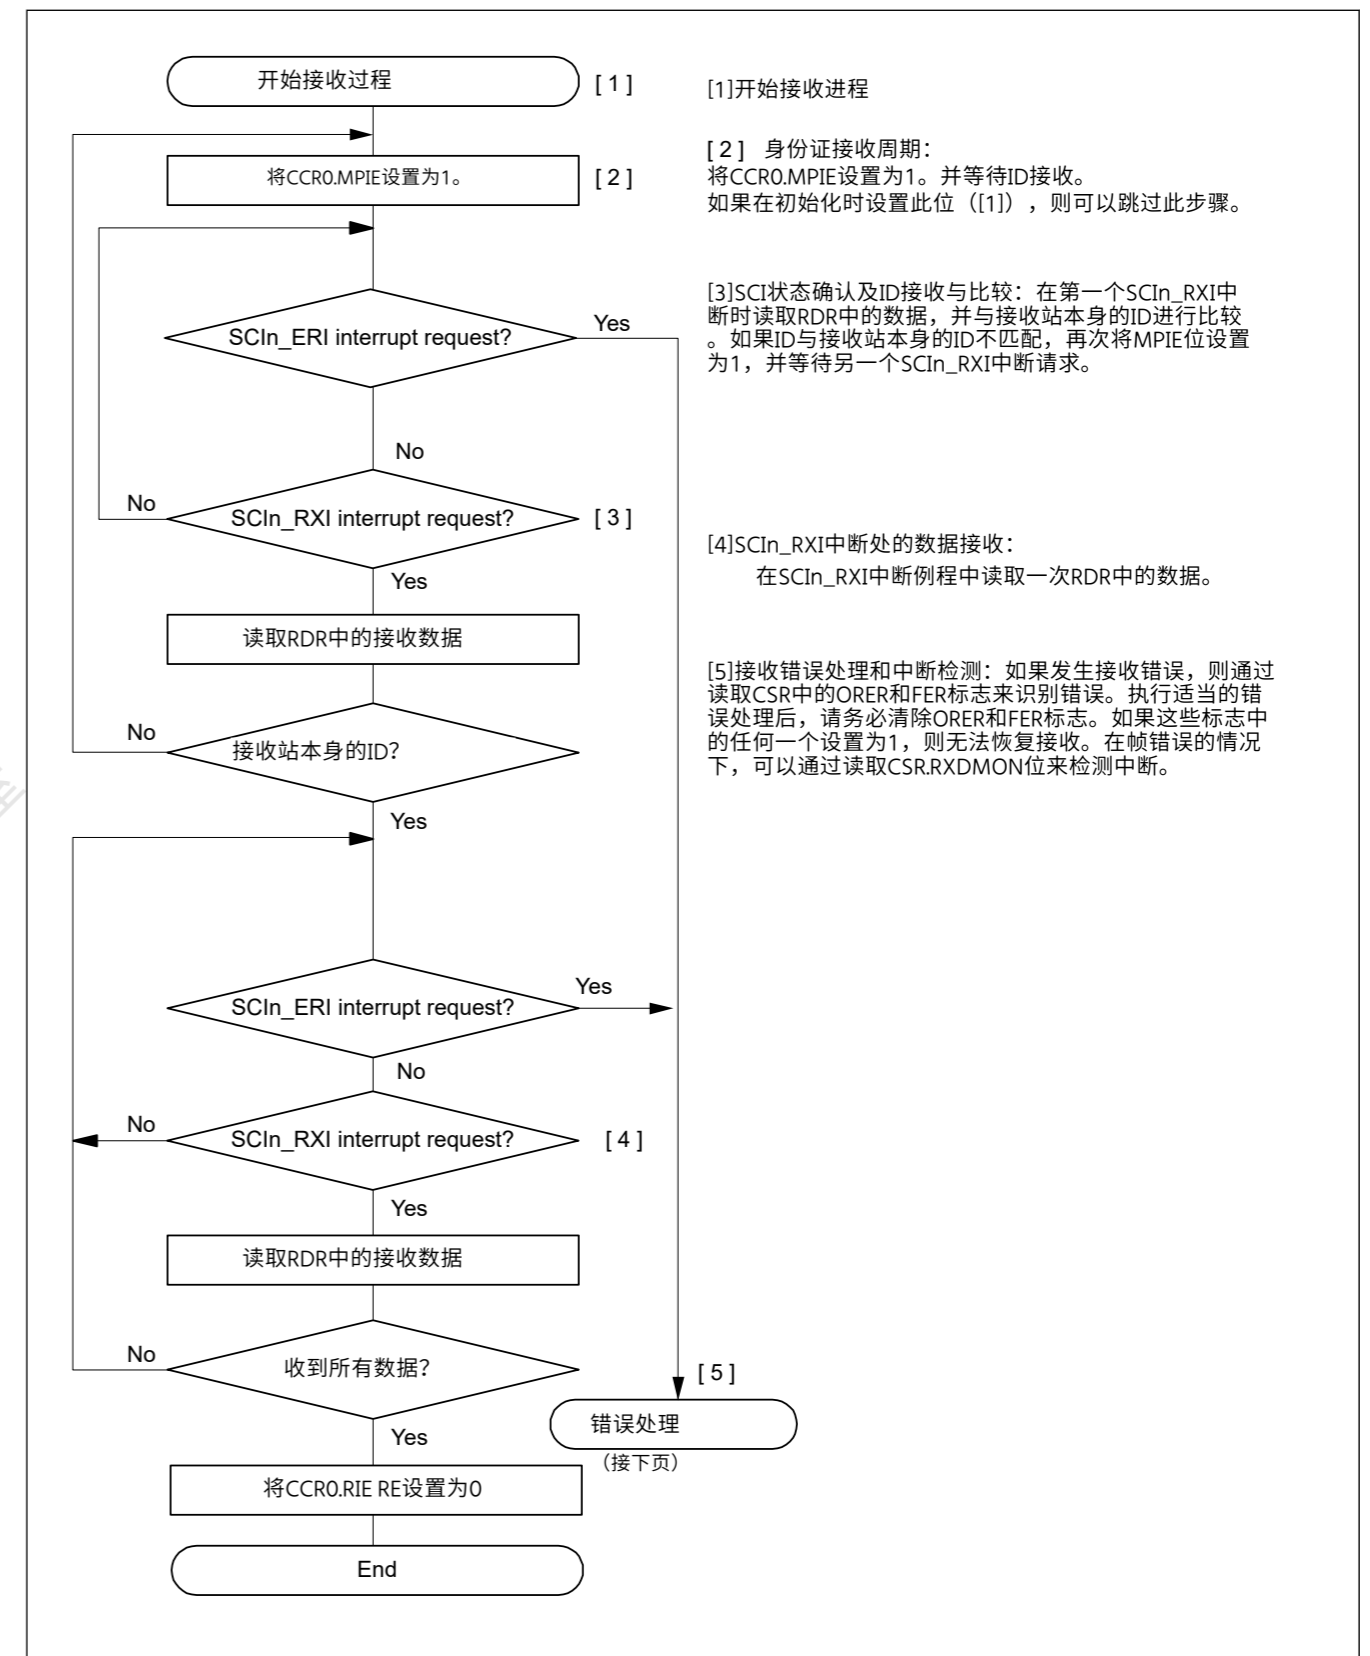 开始接收过程
[ 1 ]
[1]开始接收进程
将CCR0.MPIE设置为1。
[ 2 ]
[ 2 ] 身份证接收周期：
将CCR0.MPIE设置为1。并等待ID接收。
如果在初始化时设置此位（[1]），则可以跳过此步骤。
[3]SCI状态确认及ID接收与比较：在第一个SCIn_RXI中
断时读取RDR中的数据，并与接收站本身的ID进行比较
。如果ID与接收站本身的ID不匹配，再次将MPIE位设置
为1，并等待另一个SCIn_RXI中断请求。
SCIn_ERI interrupt request?
Yes
No
No
SCIn_RXI interrupt request?
[ 3 ]
Yes
[4]SCIn_RXI中断处的数据接收：
在SCIn_RXI中断例程中读取一次RDR中的数据。
读取RDR中的接收数据
[5]接收错误处理和中断检测：如果发生接收错误，则通过
读取CSR中的ORER和FER标志来识别错误。执行适当的错
误处理后，请务必清除ORER和FER标志。如果这些标志中
的任何一个设置为1，则无法恢复接收。在帧错误的情况
下，可以通过读取CSR.RXDMON位来检测中断。
No
接收站本身的ID？
Yes
SCIn_ERI interrupt request?
Yes
No
No
SCIn_RXI interrupt request?
[ 4 ]
Yes
读取RDR中的接收数据
No
收到所有数据？
[ 5 ]
Yes
错误处理
（接下页）
将CCR0.RIE RE设置为0
End